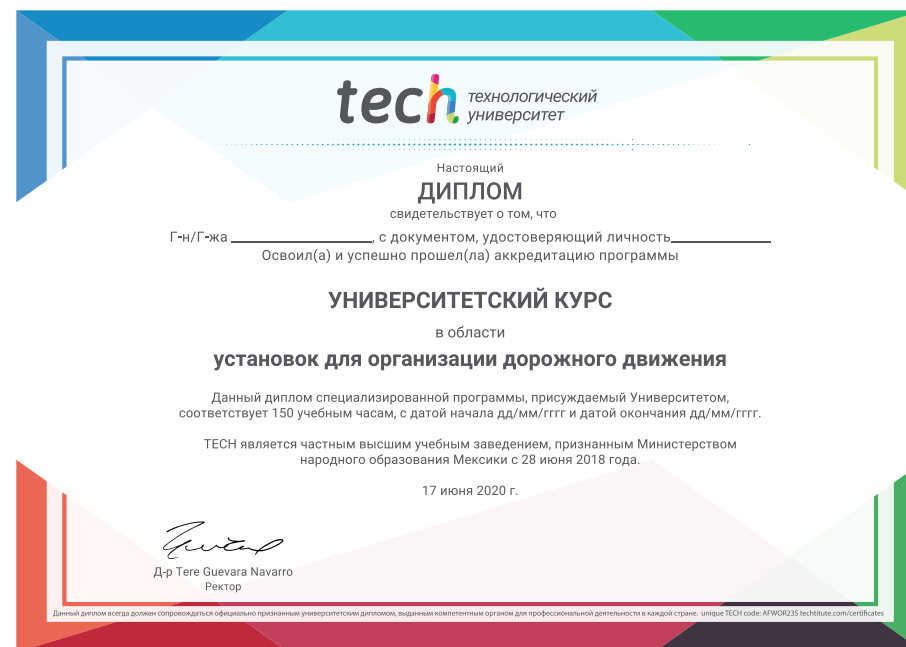 tech технологический
университет
Настоящий
ДИПЛОМ
свидетельствует о том, что
Г-н/Г-жа , с документом, удостоверяющий личность
Освоил(а) и успешно прошел(ла) аккредитацию программы
УНИВЕРСИТЕТСКИЙ КУРС
в области
установок для организации дорожного движения
Данный диплом специализированной программы, присуждаемый Университетом,
соответствует 150 учебным часам, с датой начала дд/мм/гггг и датой окончания дд/мм/гггг.
TECH является частным высшим учебным заведением, признанным Министерством
народного образования Мексики с 28 июня 2018 года.
17 июня 2020 г.
Д-р Tere Guevara Navarro
Ректор
Данный диплом всегда должен сопровождаться официально признанным университетским дипломом, выданным компетентным органом для профессиональной деятельности в каждой стране. unique TECH code: AFWOR23S techtitute.com/certificates